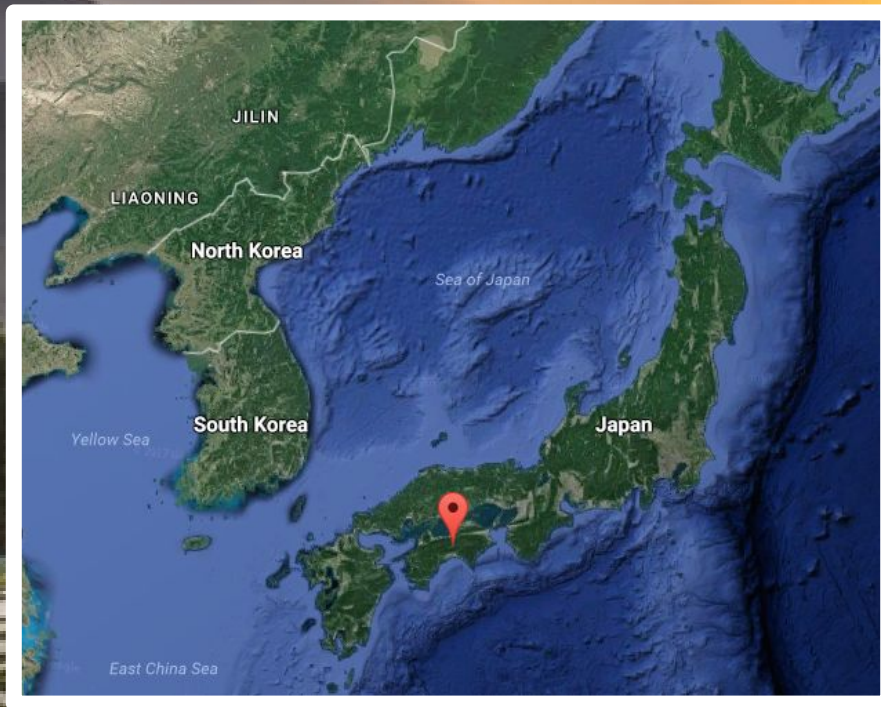 JILIN
LIAONING
North Korea
Sea of Japan
South Korea
Japan
Yellow Sea
East China Sea